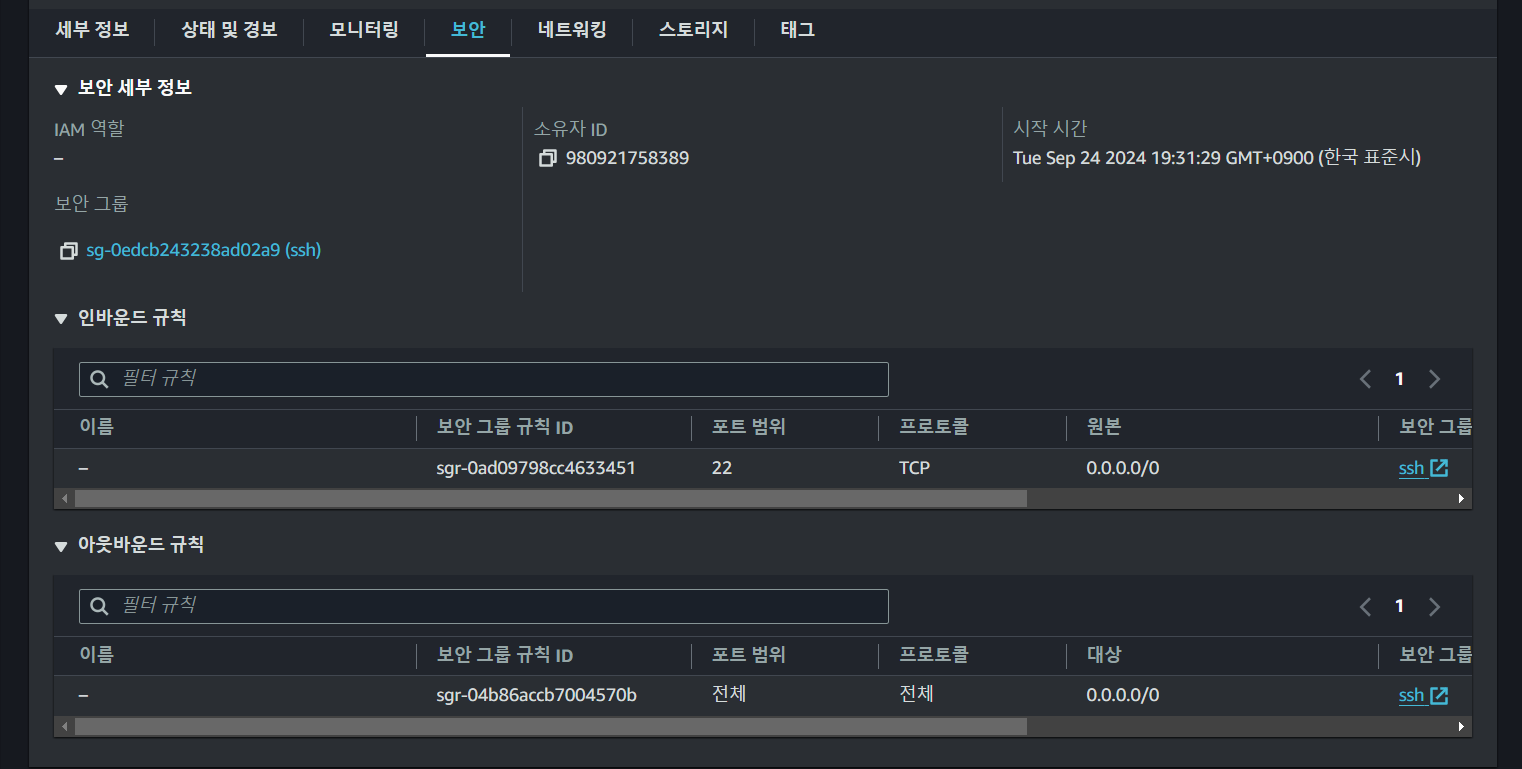 세부 정보 상태 및 경보 모니터링 보안 네트워킹 스토리지 태그
▼ 보안 세부 정보
IAM 역할 소유자 ID 시작 시간
– 980921758389 Tue Sep 24 2024 19:31:29 GMT+0900 (한국 표준시)
보안 그룹
sg-0edcb243238ad02a9 (ssh)
▼ 인바운드 규칙
필터 규칙 1
이름 보안 그룹 규칙 ID 포트 범위 프로토콜 원본 보안 그룹
– sgr-0ad09798cc4633451 22 TCP 0.0.0.0/0 ssh
▼ 아웃바운드 규칙
필터 규칙 1
이름 보안 그룹 규칙 ID 포트 범위 프로토콜 대상 보안 그룹
– sgr-04b86accb7004570b 전체 전체 0.0.0.0/0 ssh